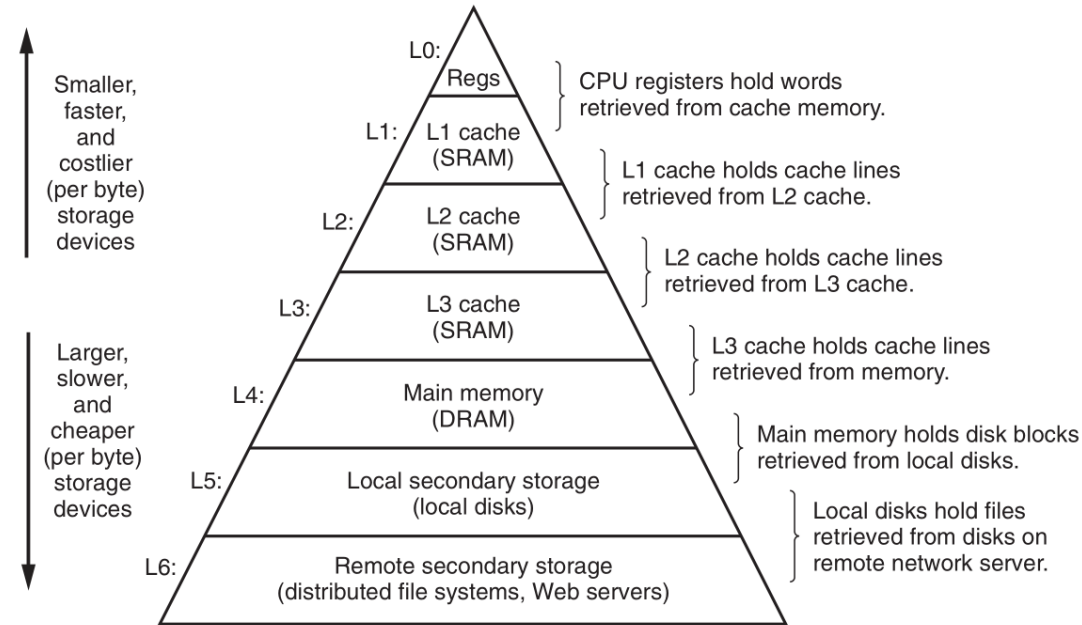 L0:
Regs
CPU registers hold words
retrieved from cache memory.
Smaller,
faster,
and
costlier
(per byte)
storage
devices
L1:
L1 cache
(SRAM)
L1 cache holds cache lines
retrieved from L2 cache.
L2:
L2 cache
(SRAM)
L2 cache holds cache lines
retrieved from L3 cache.
L3:
L3 cache
(SRAM)
L3 cache holds cache lines
retrieved from memory.
Larger,
slower,
and
cheaper
(per byte)
storage
devices
L4:
Main memory
(DRAM)
Main memory holds disk blocks
retrieved from local disks.
L5:
Local secondary storage
(local disks)
Local disks hold files
retrieved from disks on
remote network server.
L6:
Remote secondary storage
(distributed file systems, Web servers)